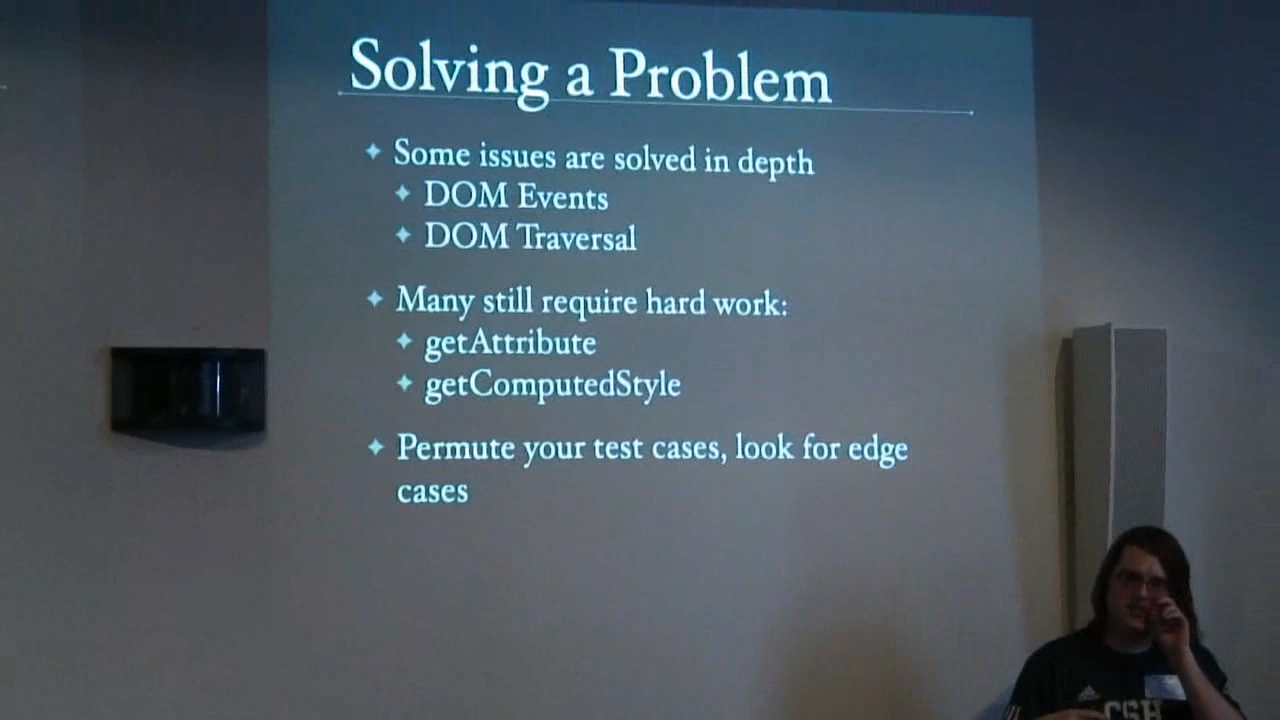 Solving a Problem
Some issues are solved in depth
DOM Events
DOM Traversal
Many still require hard work:
getAttribute
getComputedStyle
Permute your test cases, look for edge
cases
CSH